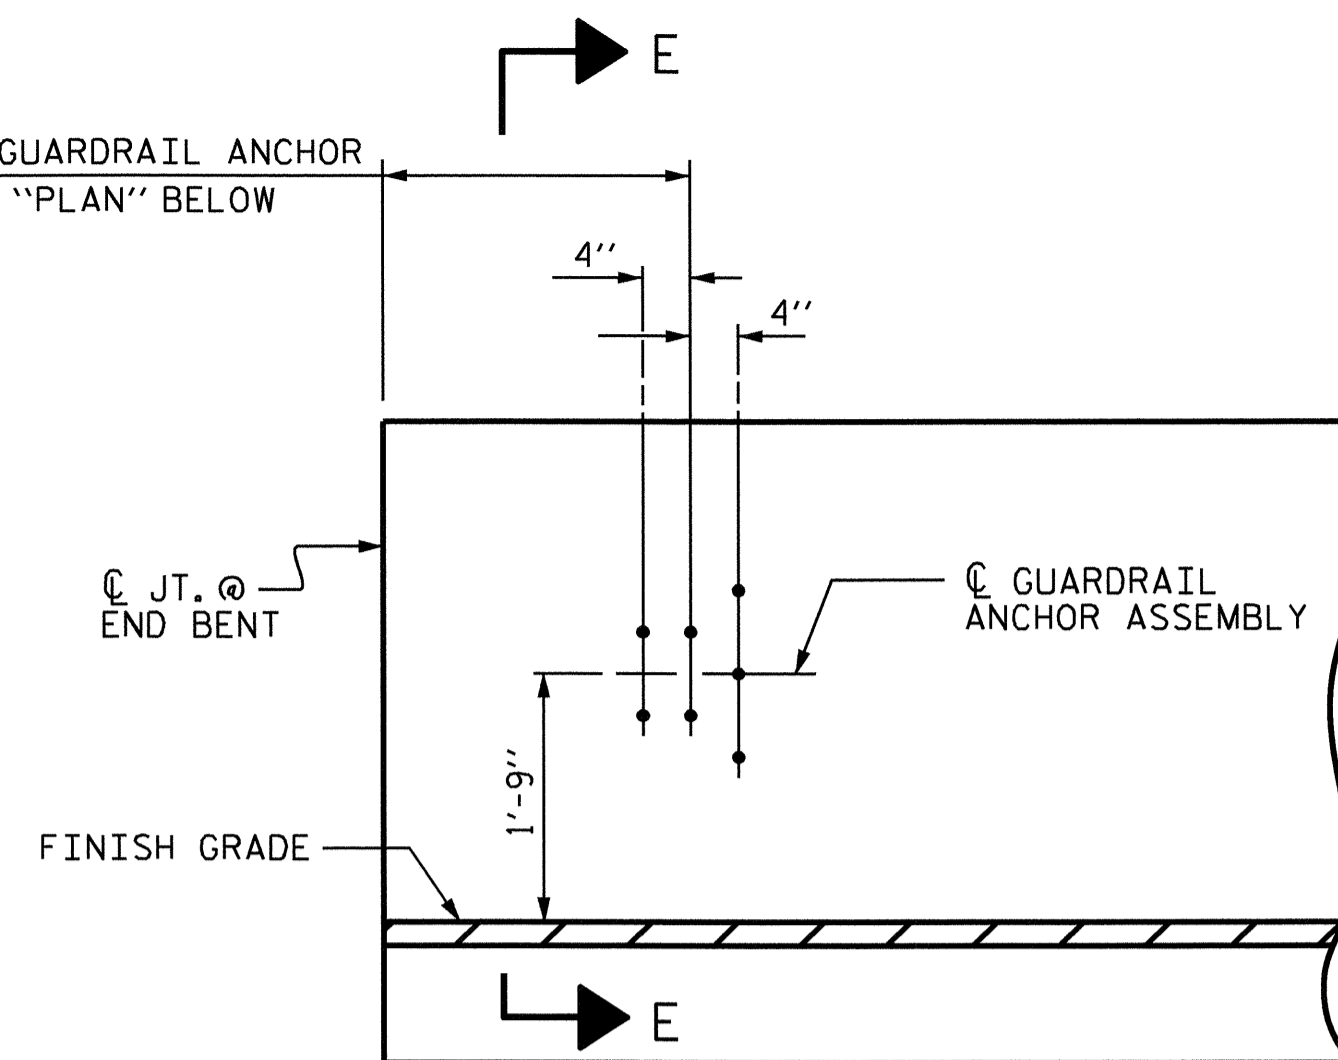 E
GUARDRAIL ANCHOR
“PLAN” BELOW
4″
4″
℄ JT. @
END BENT
℄ GUARDRAIL
ANCHOR ASSEMBLY
1′-9″
FINISH GRADE
E